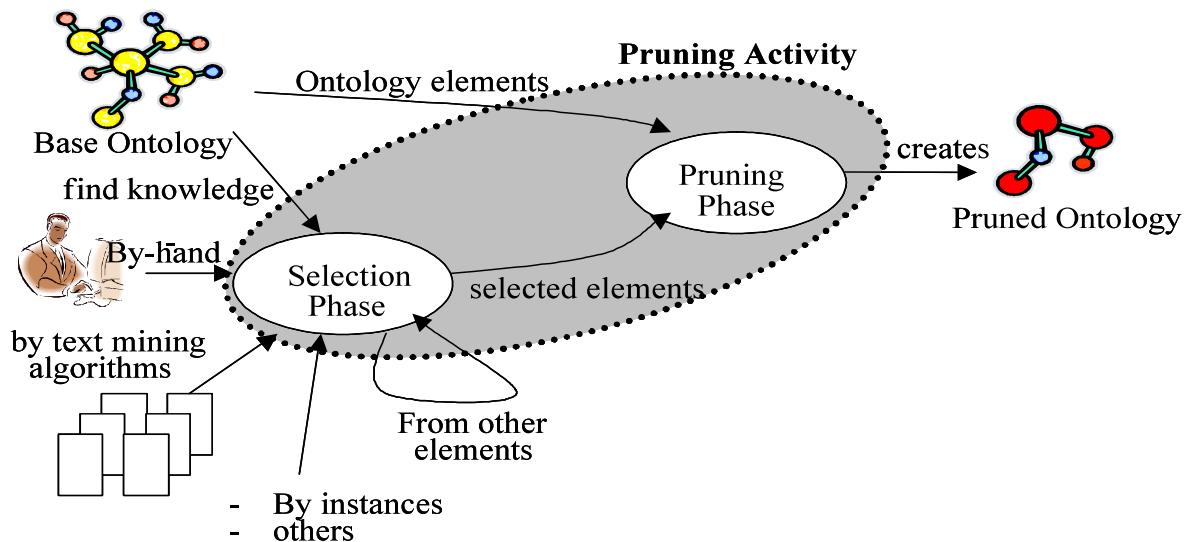 Pruning Activity
Ontology elements
Base Ontology
find knowledge
By-hand
creates
Pruning
Phase
Pruned Ontology
Selection
Phase
selected elements
by text mining
algorithms
From other
elements
- By instances
- others